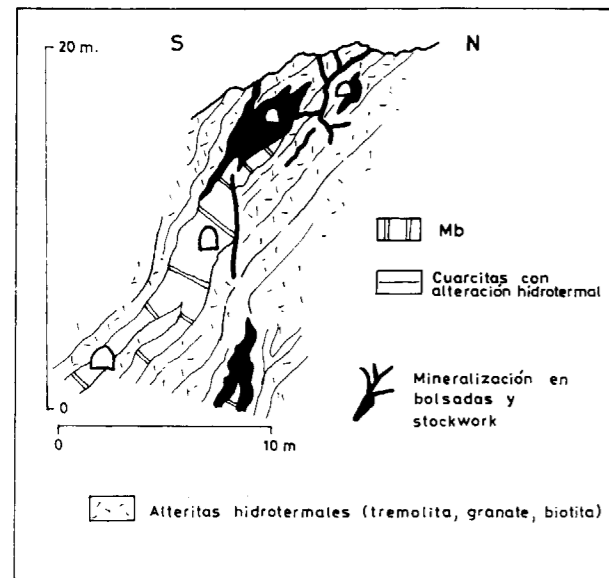 20 m.
S
N
0
0
10 m
Mb
Cuarcitas con
alteración hidrotermal
Mineralización en
bolsadas y
stockwork
Alteritas hidrotermales (tremolita, granate, biotita)